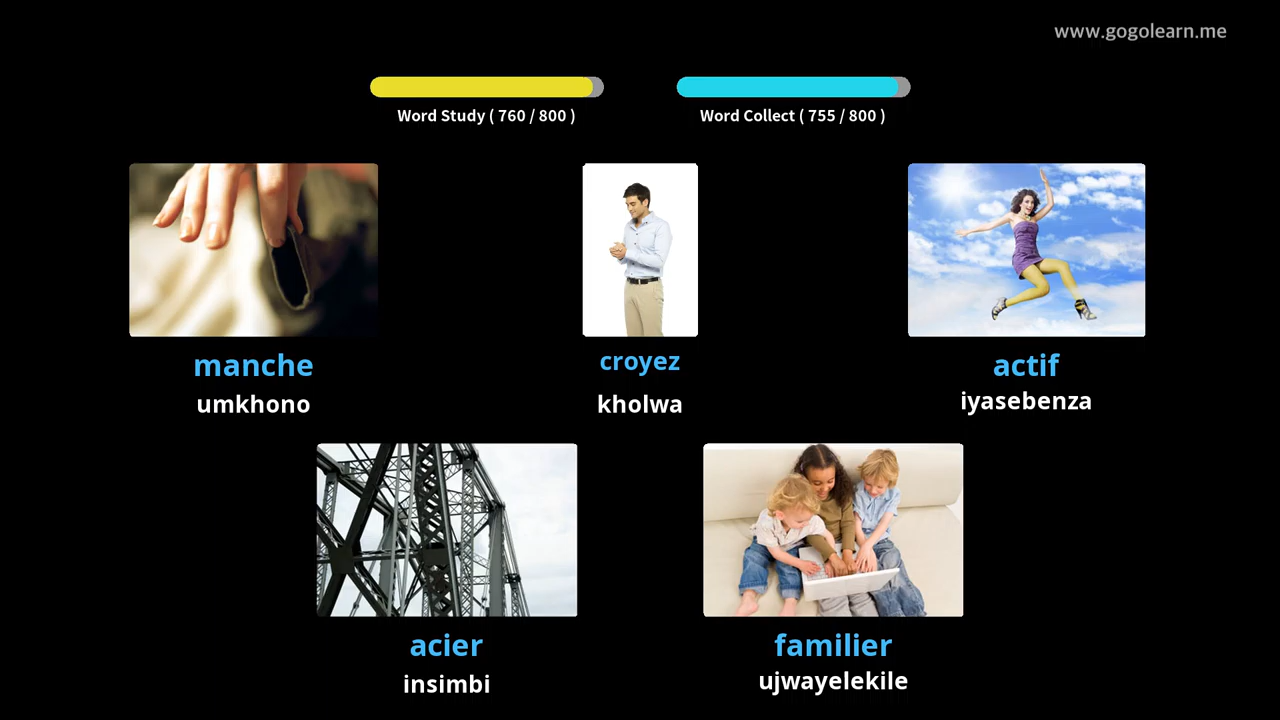 www.gogolearn.me
Word Study ( 760 / 800 )
Word Collect ( 755 / 800 )
manche
umkhono
croyez
kholwa
actif
iyasebenza
acier
insimbi
familier
ujwayelekile